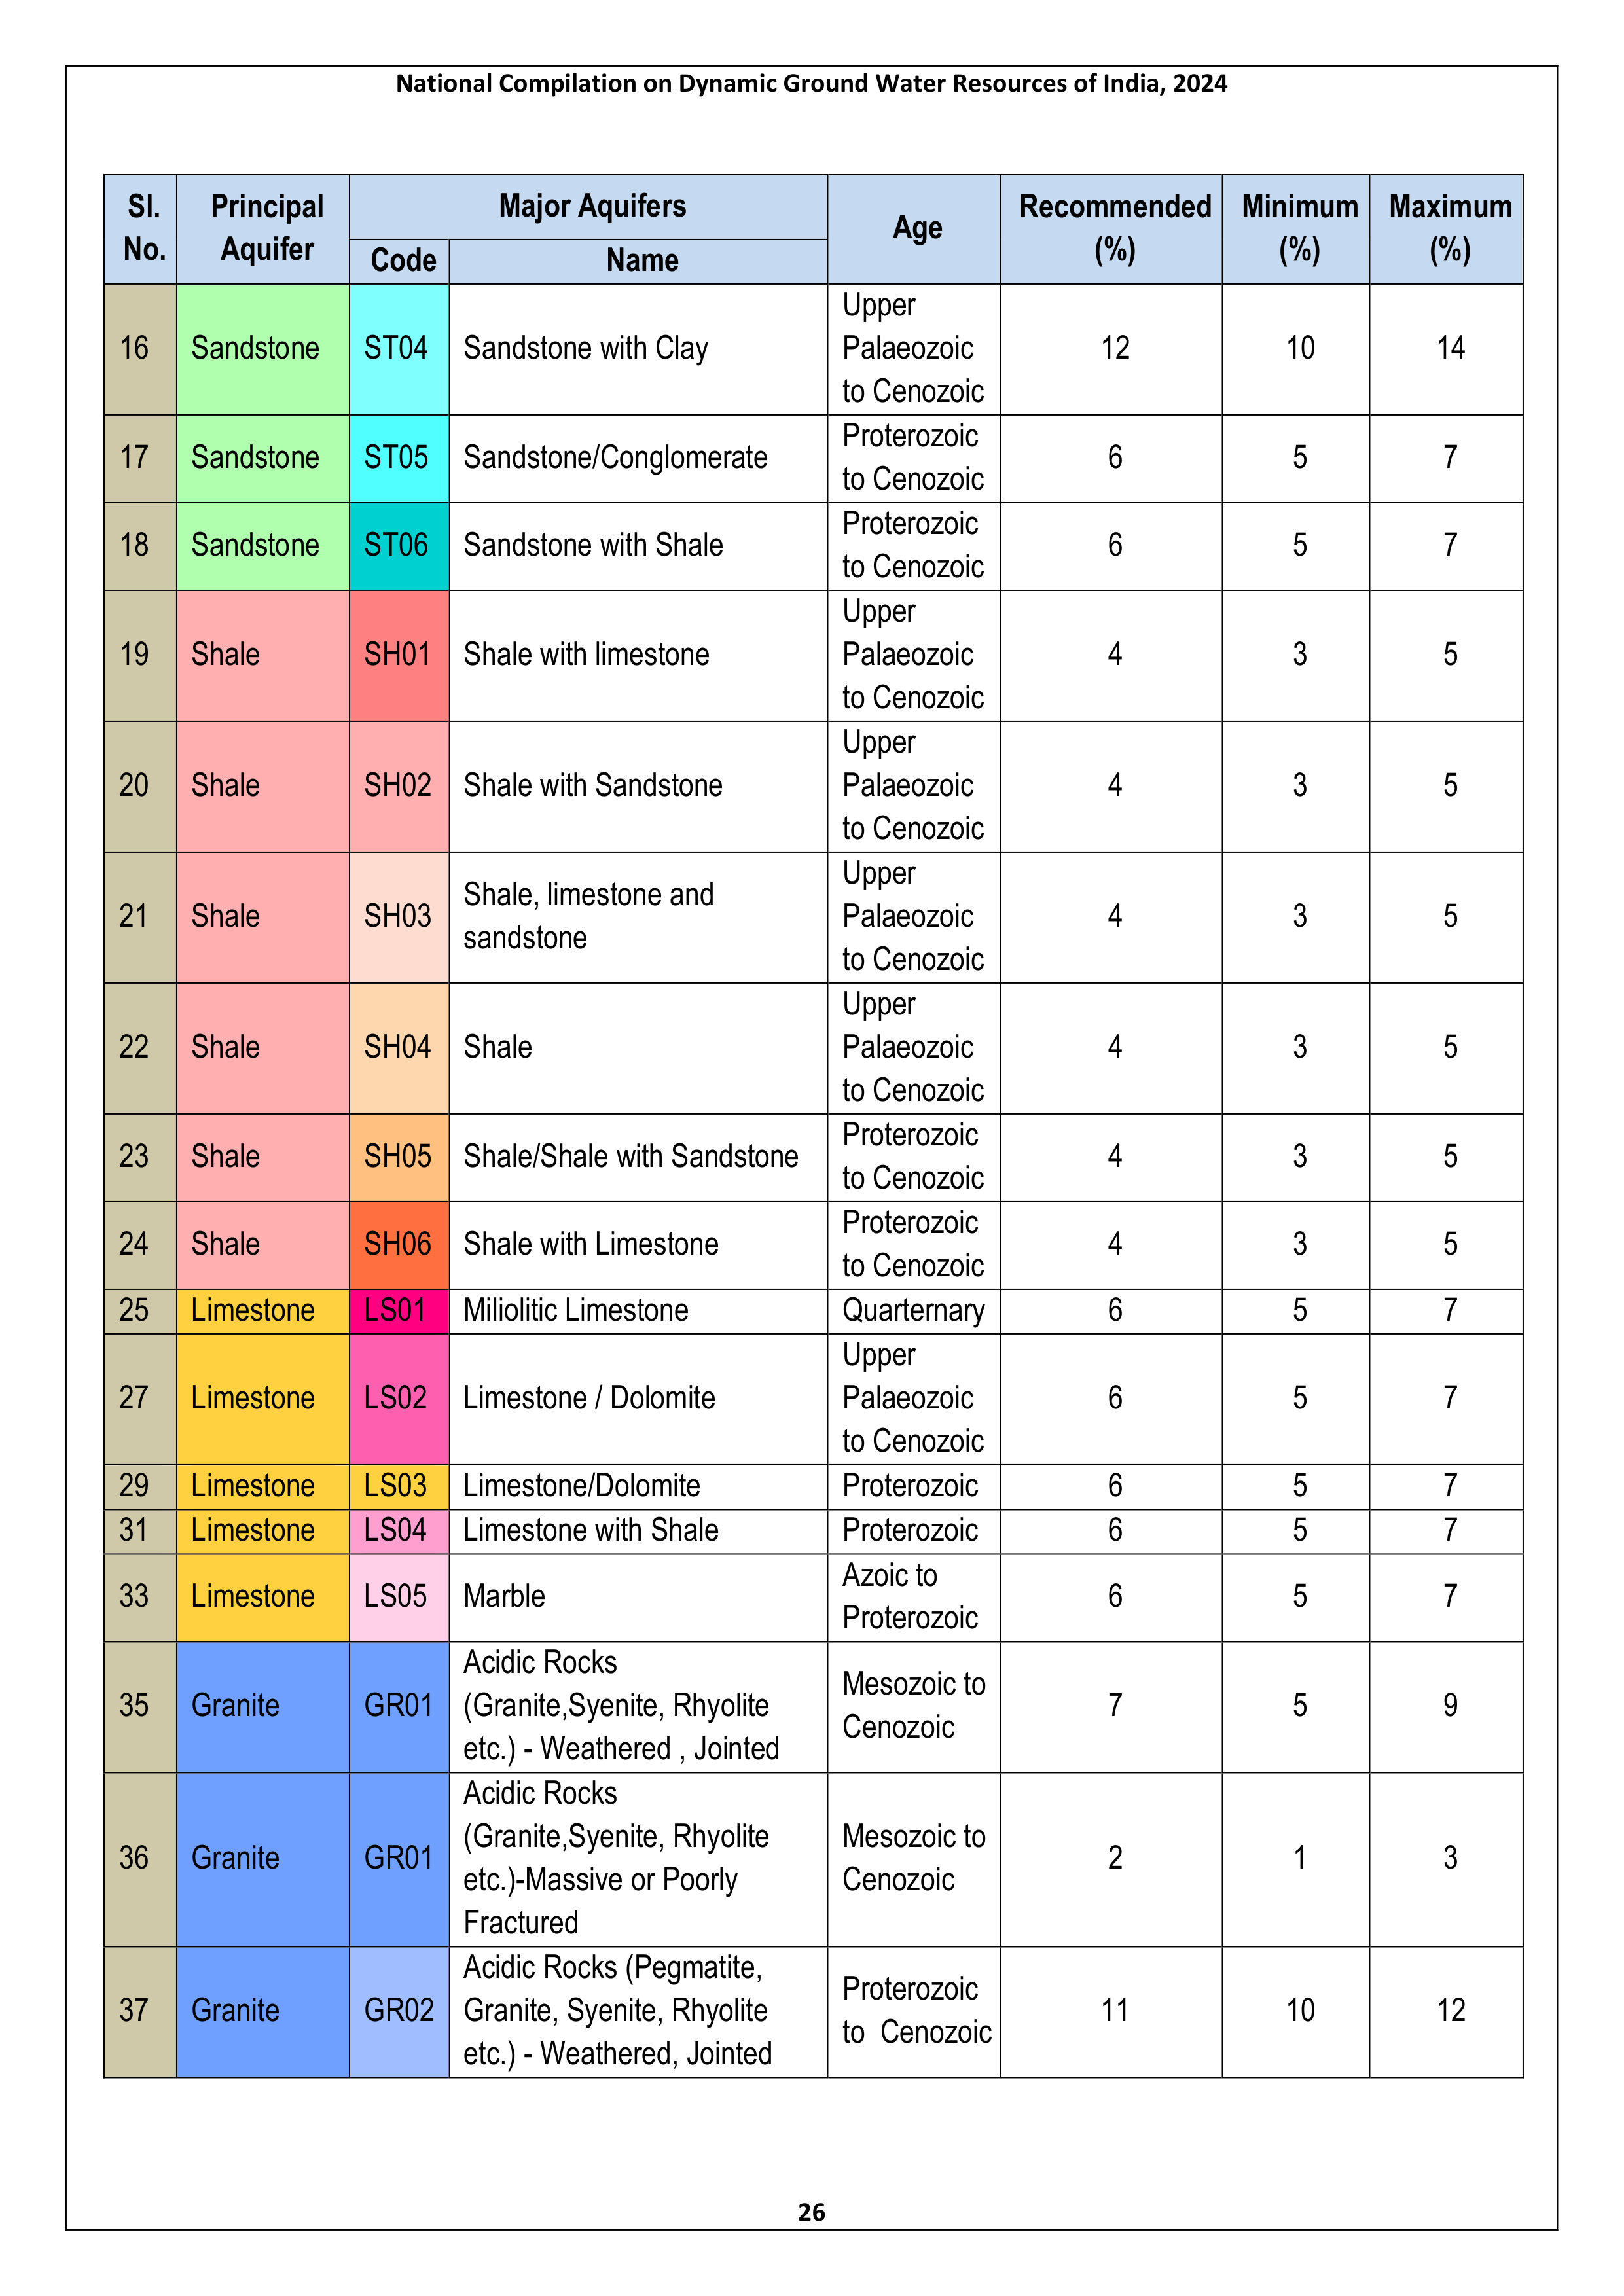 National Compilation on Dynamic Ground Water Resources of India, 2024
Sl. No. Principal Aquifer Major Aquifers Age Recommended (%) Minimum (%) Maximum (%)
Code Name
16 Sandstone ST04 Sandstone with Clay Upper Palaeozoic to Cenozoic 12 10 14
17 Sandstone ST05 Sandstone/Conglomerate Proterozoic to Cenozoic 6 5 7
18 Sandstone ST06 Sandstone with Shale Proterozoic to Cenozoic 6 5 7
19 Shale SH01 Shale with limestone Upper Palaeozoic to Cenozoic 4 3 5
20 Shale SH02 Shale with Sandstone Upper Palaeozoic to Cenozoic 4 3 5
21 Shale SH03 Shale, limestone and sandstone Upper Palaeozoic to Cenozoic 4 3 5
22 Shale SH04 Shale Upper Palaeozoic to Cenozoic 4 3 5
23 Shale SH05 Shale/Shale with Sandstone Proterozoic to Cenozoic 4 3 5
24 Shale SH06 Shale with Limestone Proterozoic to Cenozoic 4 3 5
25 Limestone LS01 Miliolitic Limestone Quarternary 6 5 7
27 Limestone LS02 Limestone / Dolomite Upper Palaeozoic to Cenozoic 6 5 7
29 Limestone LS03 Limestone/Dolomite Proterozoic 6 5 7
31 Limestone LS04 Limestone with Shale Proterozoic 6 5 7
33 Limestone LS05 Marble Azoic to Proterozoic 6 5 7
35 Granite GR01 Acidic Rocks (Granite,Syenite, Rhyolite etc.) - Weathered , Jointed Mesozoic to Cenozoic 7 5 9
36 Granite GR01 Acidic Rocks (Granite,Syenite, Rhyolite etc.)-Massive or Poorly Fractured Mesozoic to Cenozoic 2 1 3
37 Granite GR02 Acidic Rocks (Pegmatite, Granite, Syenite, Rhyolite etc.) - Weathered, Jointed Proterozoic to Cenozoic 11 10 12
26